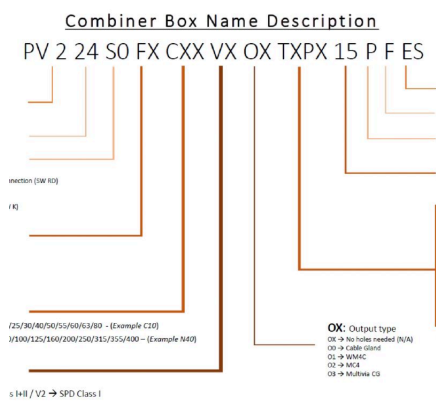 Combiner Box Name Description
PV 2 24 S0 FX CXX VX OX TXPX 15 P F ES
nnection (SW RD)
/ K)
/25/30/40/50/55/60/63/80 - (Example C10)
0/100/125/160/200/250/315/355/400 – (Example N40)
s I+II / V2 → SPD Class I
OX: Output type
OX → No holes needed (N/A)
O0 → Cable Gland
O1 → WM4C
O2 → MC4
O3 → Multivia CG